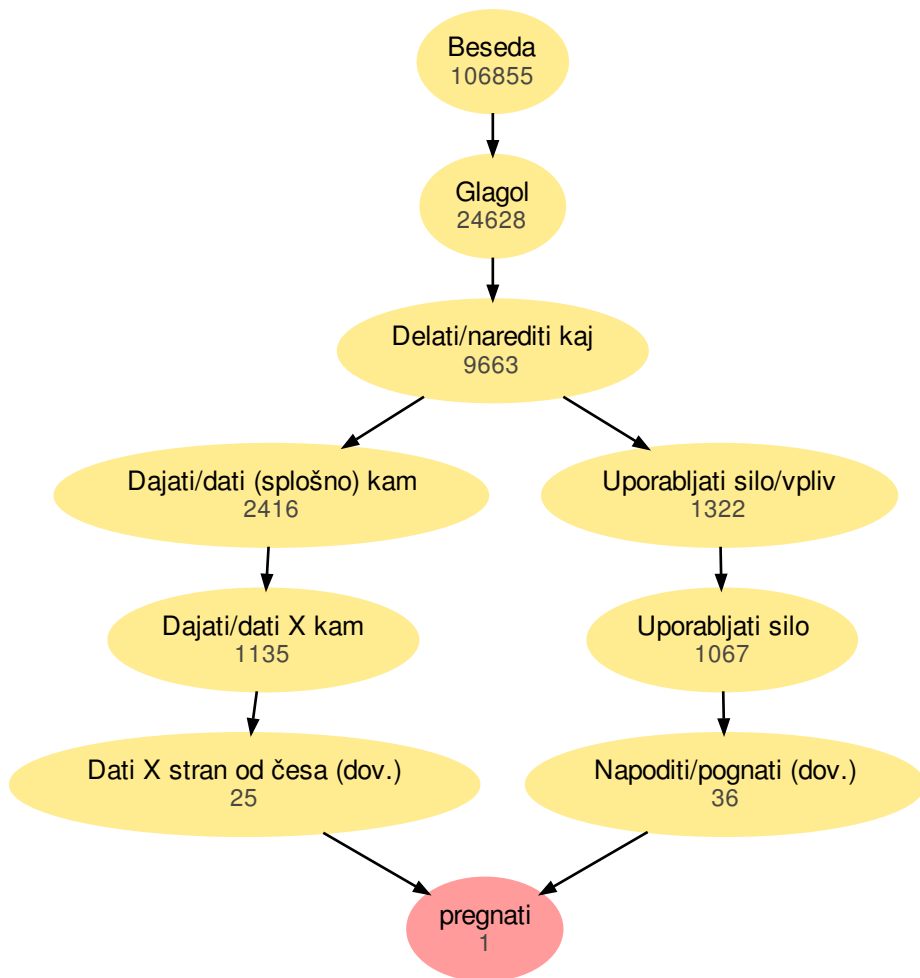 Beseda
106855
Glagol
24628
Delati/narediti kaj
9663
Dajati/dati (splošno) kam
2416
Uporabljati silo/vpliv
1322
Dajati/dati X kam
1135
Uporabljati silo
1067
Dati X stran od česa (dov.)
25
Napoditi/pognati (dov.)
36
pregnati
1